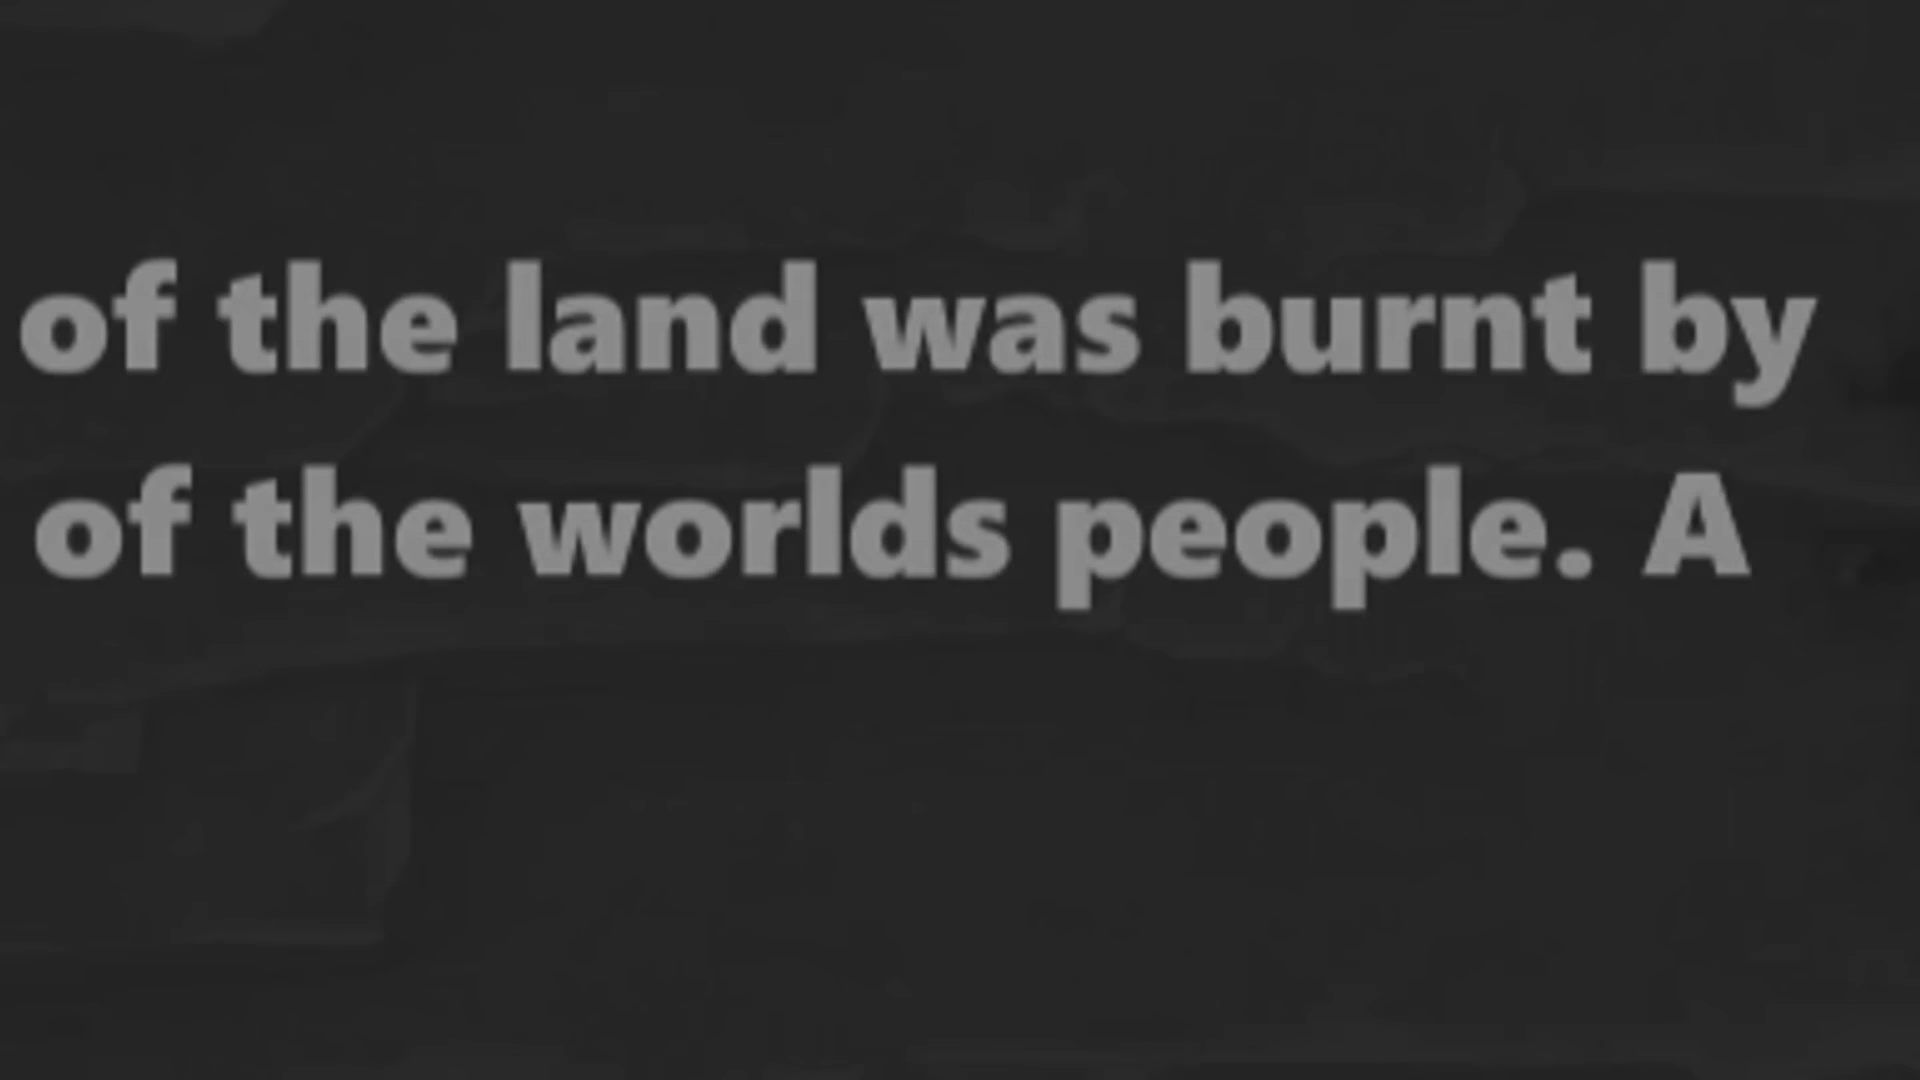 of the land was burnt by
of the worlds people. A